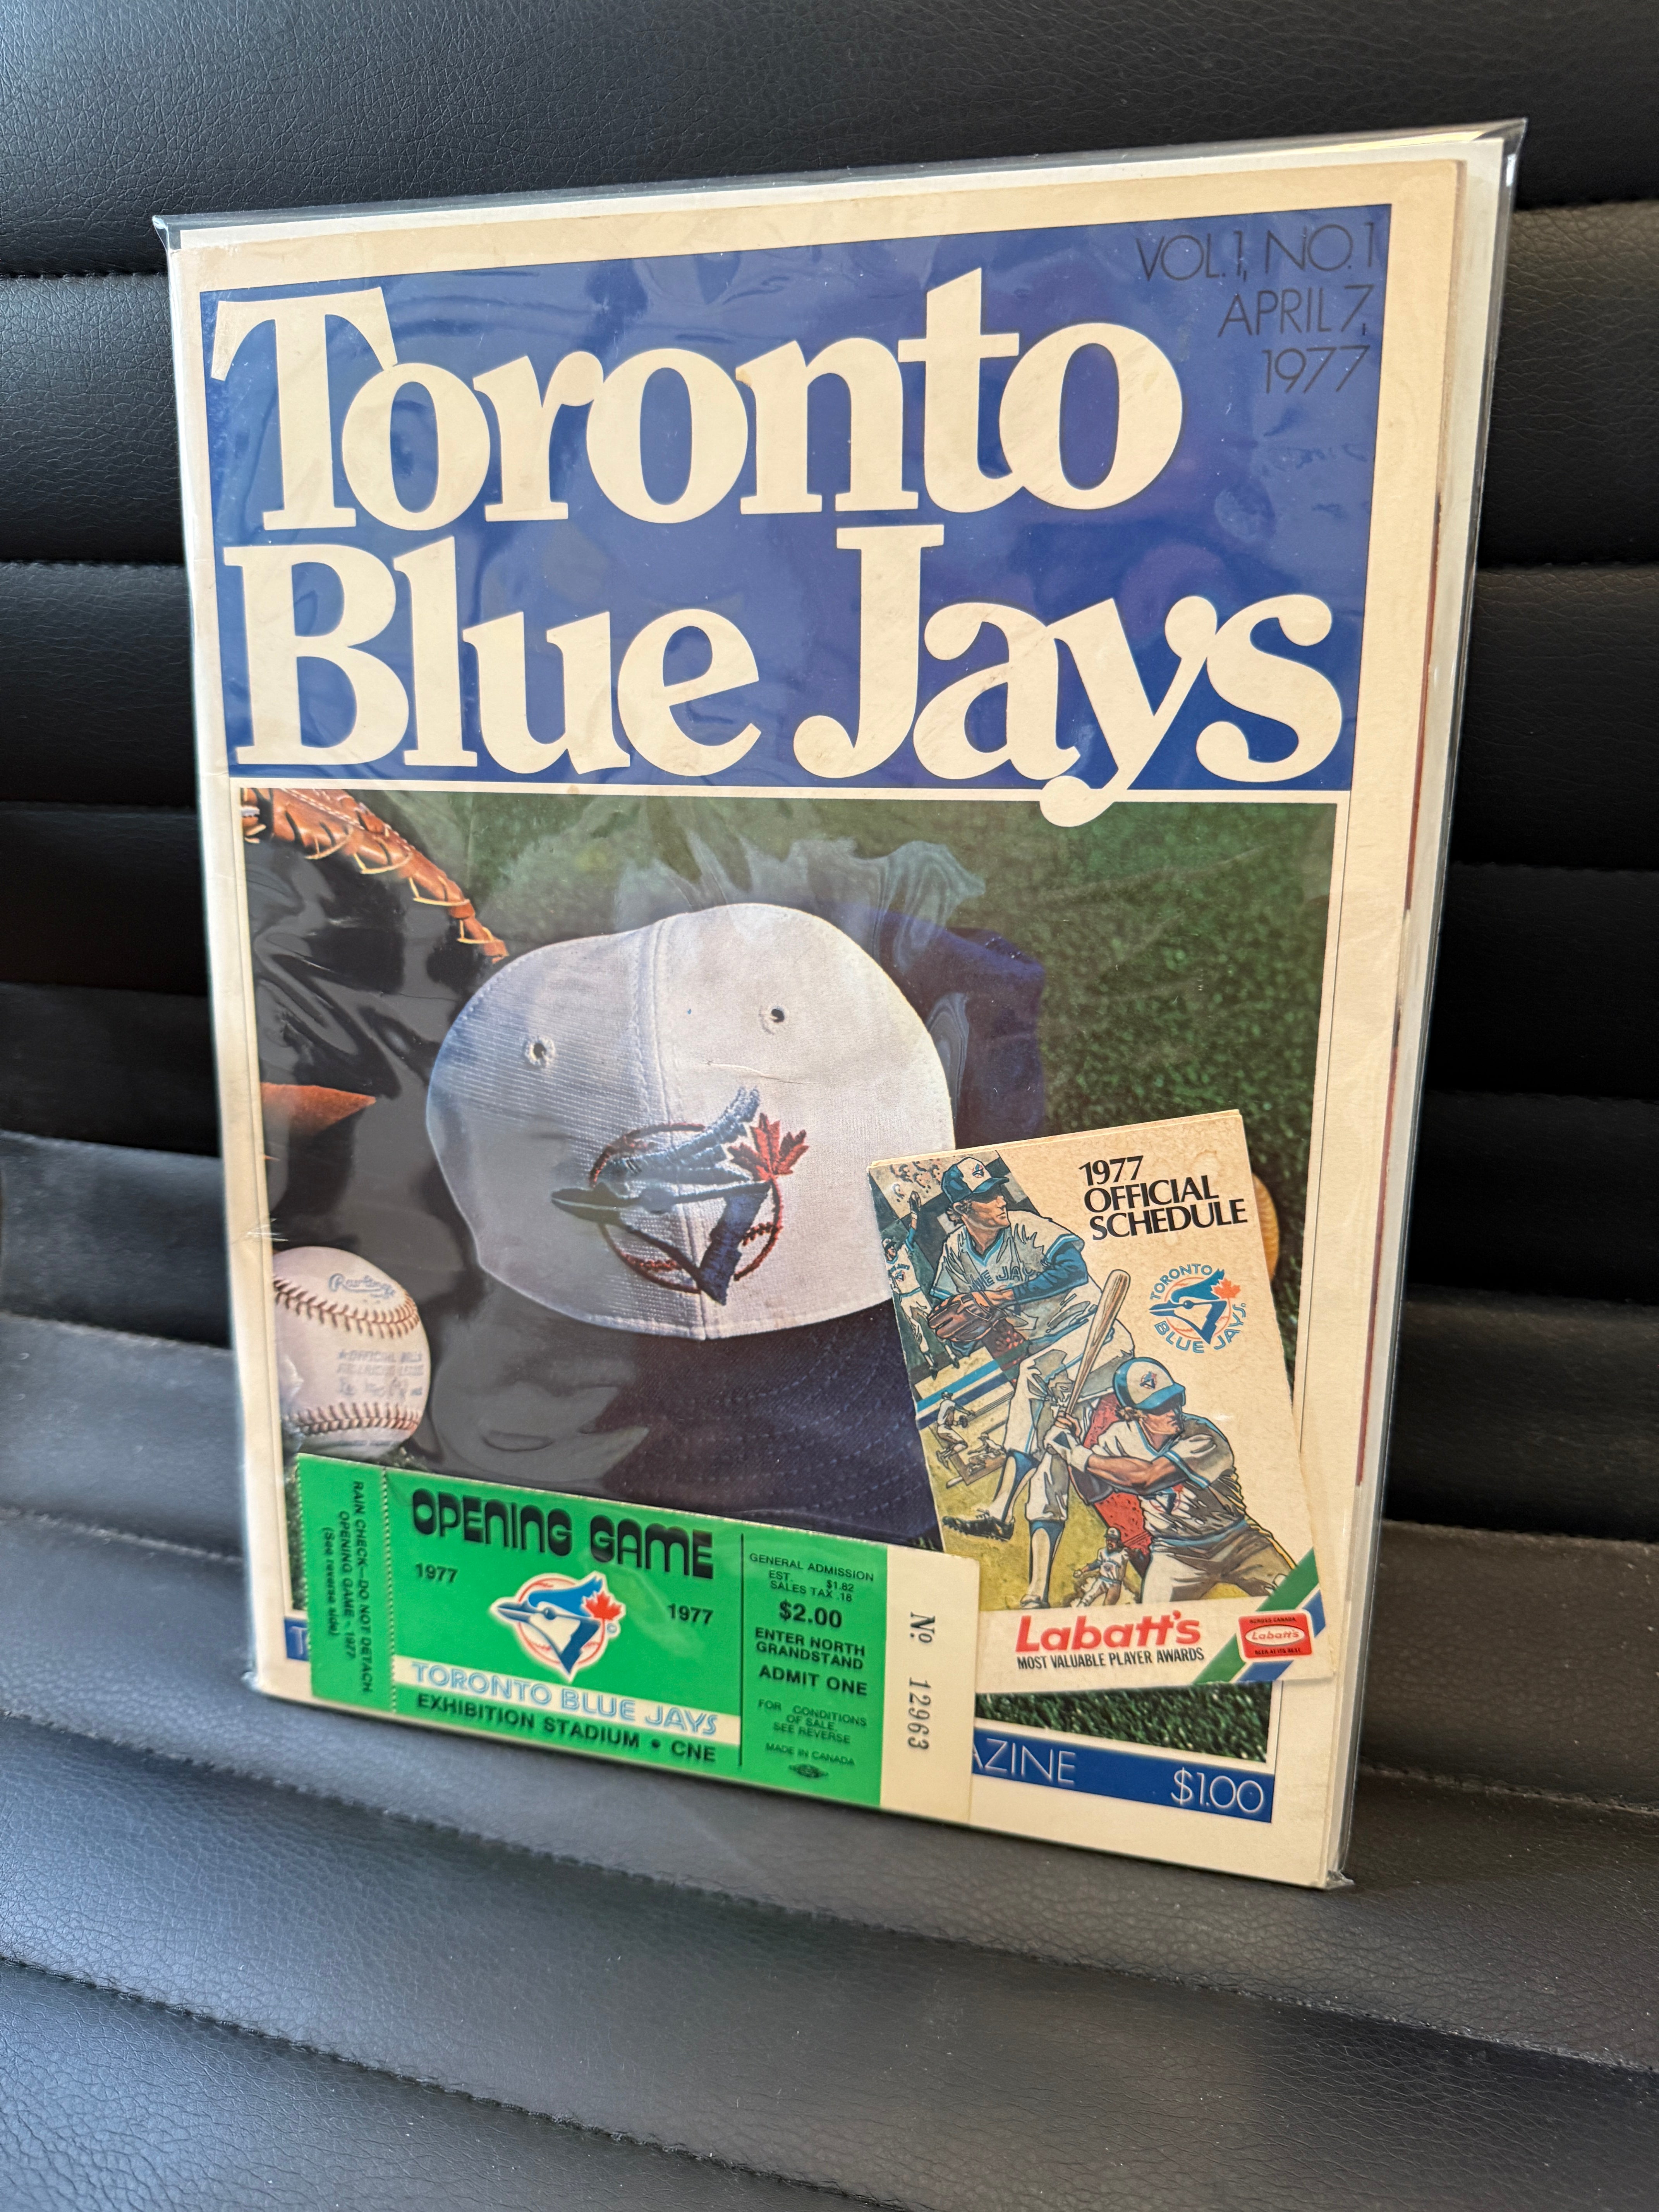 VOL.1, NO.1
APRIL 7,
1977
Toronto
Blue Jays
Rawlings
1977
OFFICIAL
SCHEDULE
TORONTO
BLUE JAYS
BLUE JAYS
Labatt's
MOST VALUABLE PLAYER AWARDS
Labatt's
RAIN CHECK—DO NOT DETACH
OPENING GAME - 1977
(See reverse side)
OPENING GAME
1977
1977
TORONTO BLUE JAYS
EXHIBITION STADIUM • CNE
GENERAL ADMISSION
EST. $1.82
SALES TAX .18
$2.00
ENTER NORTH
GRANDSTAND
ADMIT ONE
FOR CONDITIONS
OF SALE
SEE REVERSE
MADE IN CANADA
No. 12963
AZINE
$1.00